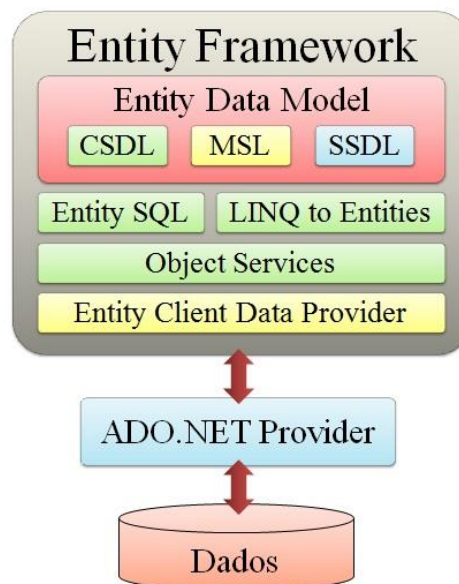 Entity Framework
Entity Data Model
CSDL MSL SSDL
Entity SQL LINQ to Entities
Object Services
Entity Client Data Provider
ADO.NET Provider
Dados